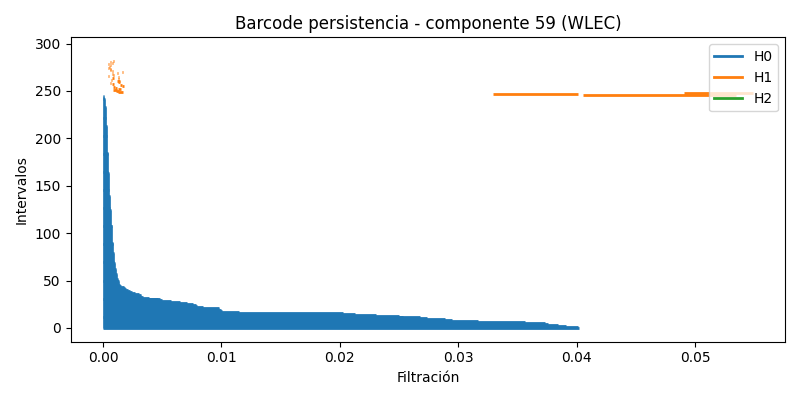 Barcode persistencia - componente 59 (WLEC)
300
250
200
150
100
50
0
Intervalos
H0
H1
H2
0.00 0.01 0.02 0.03 0.04 0.05
Filtración